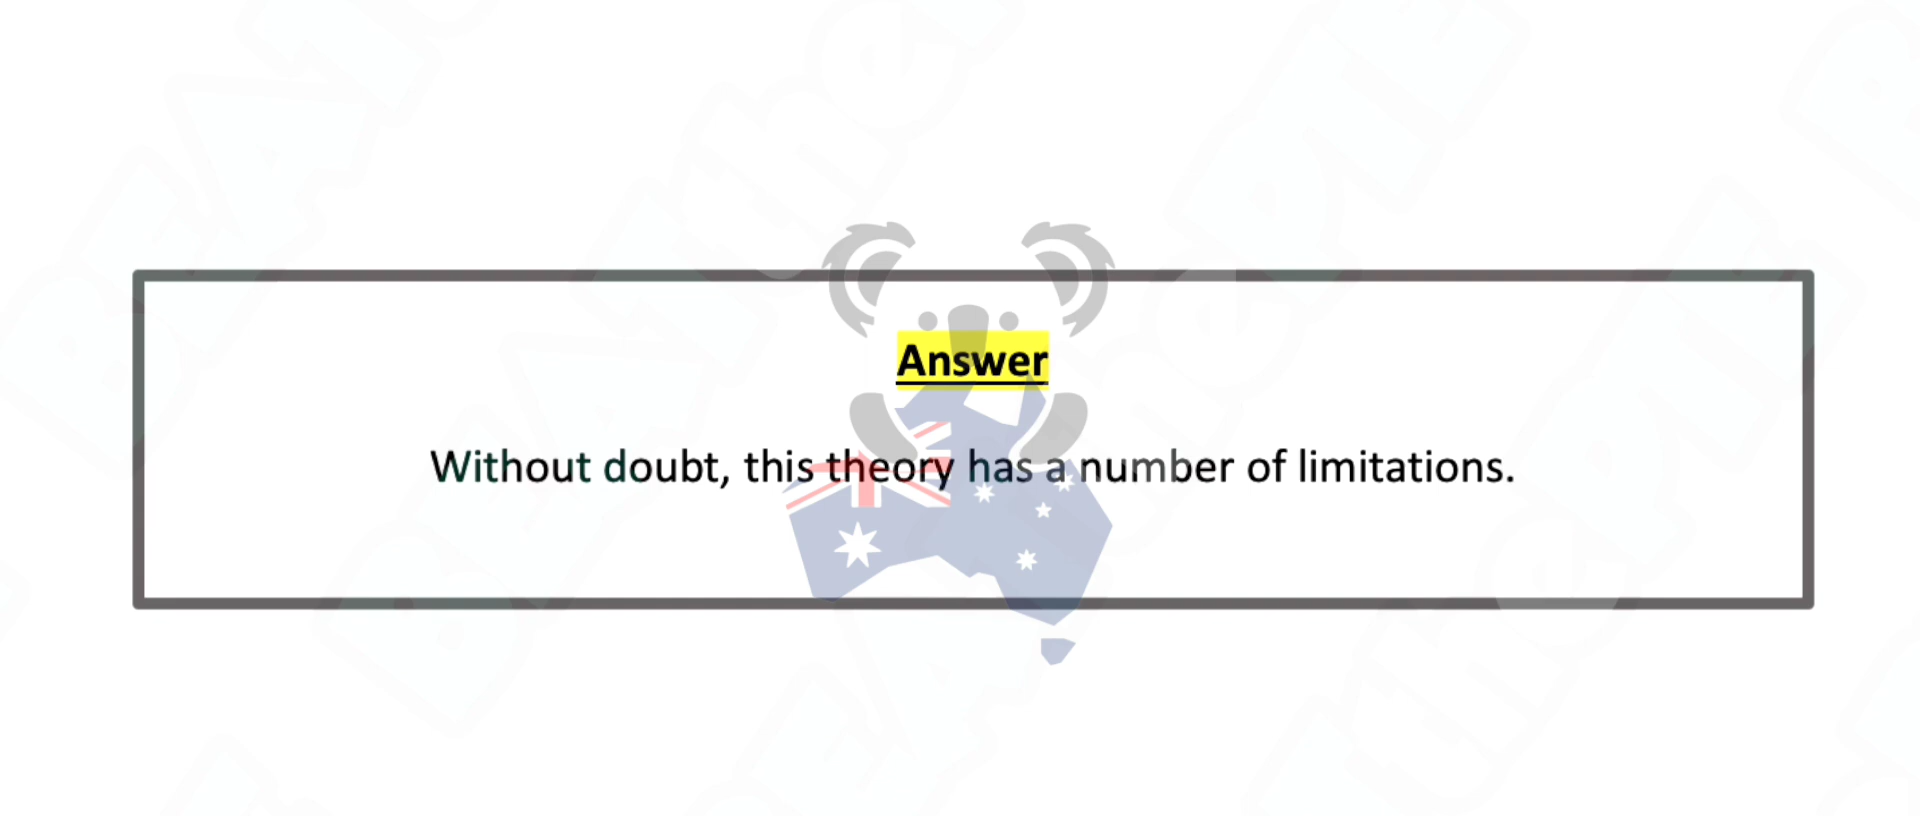 Answer
Without doubt, this theory has a number of limitations.